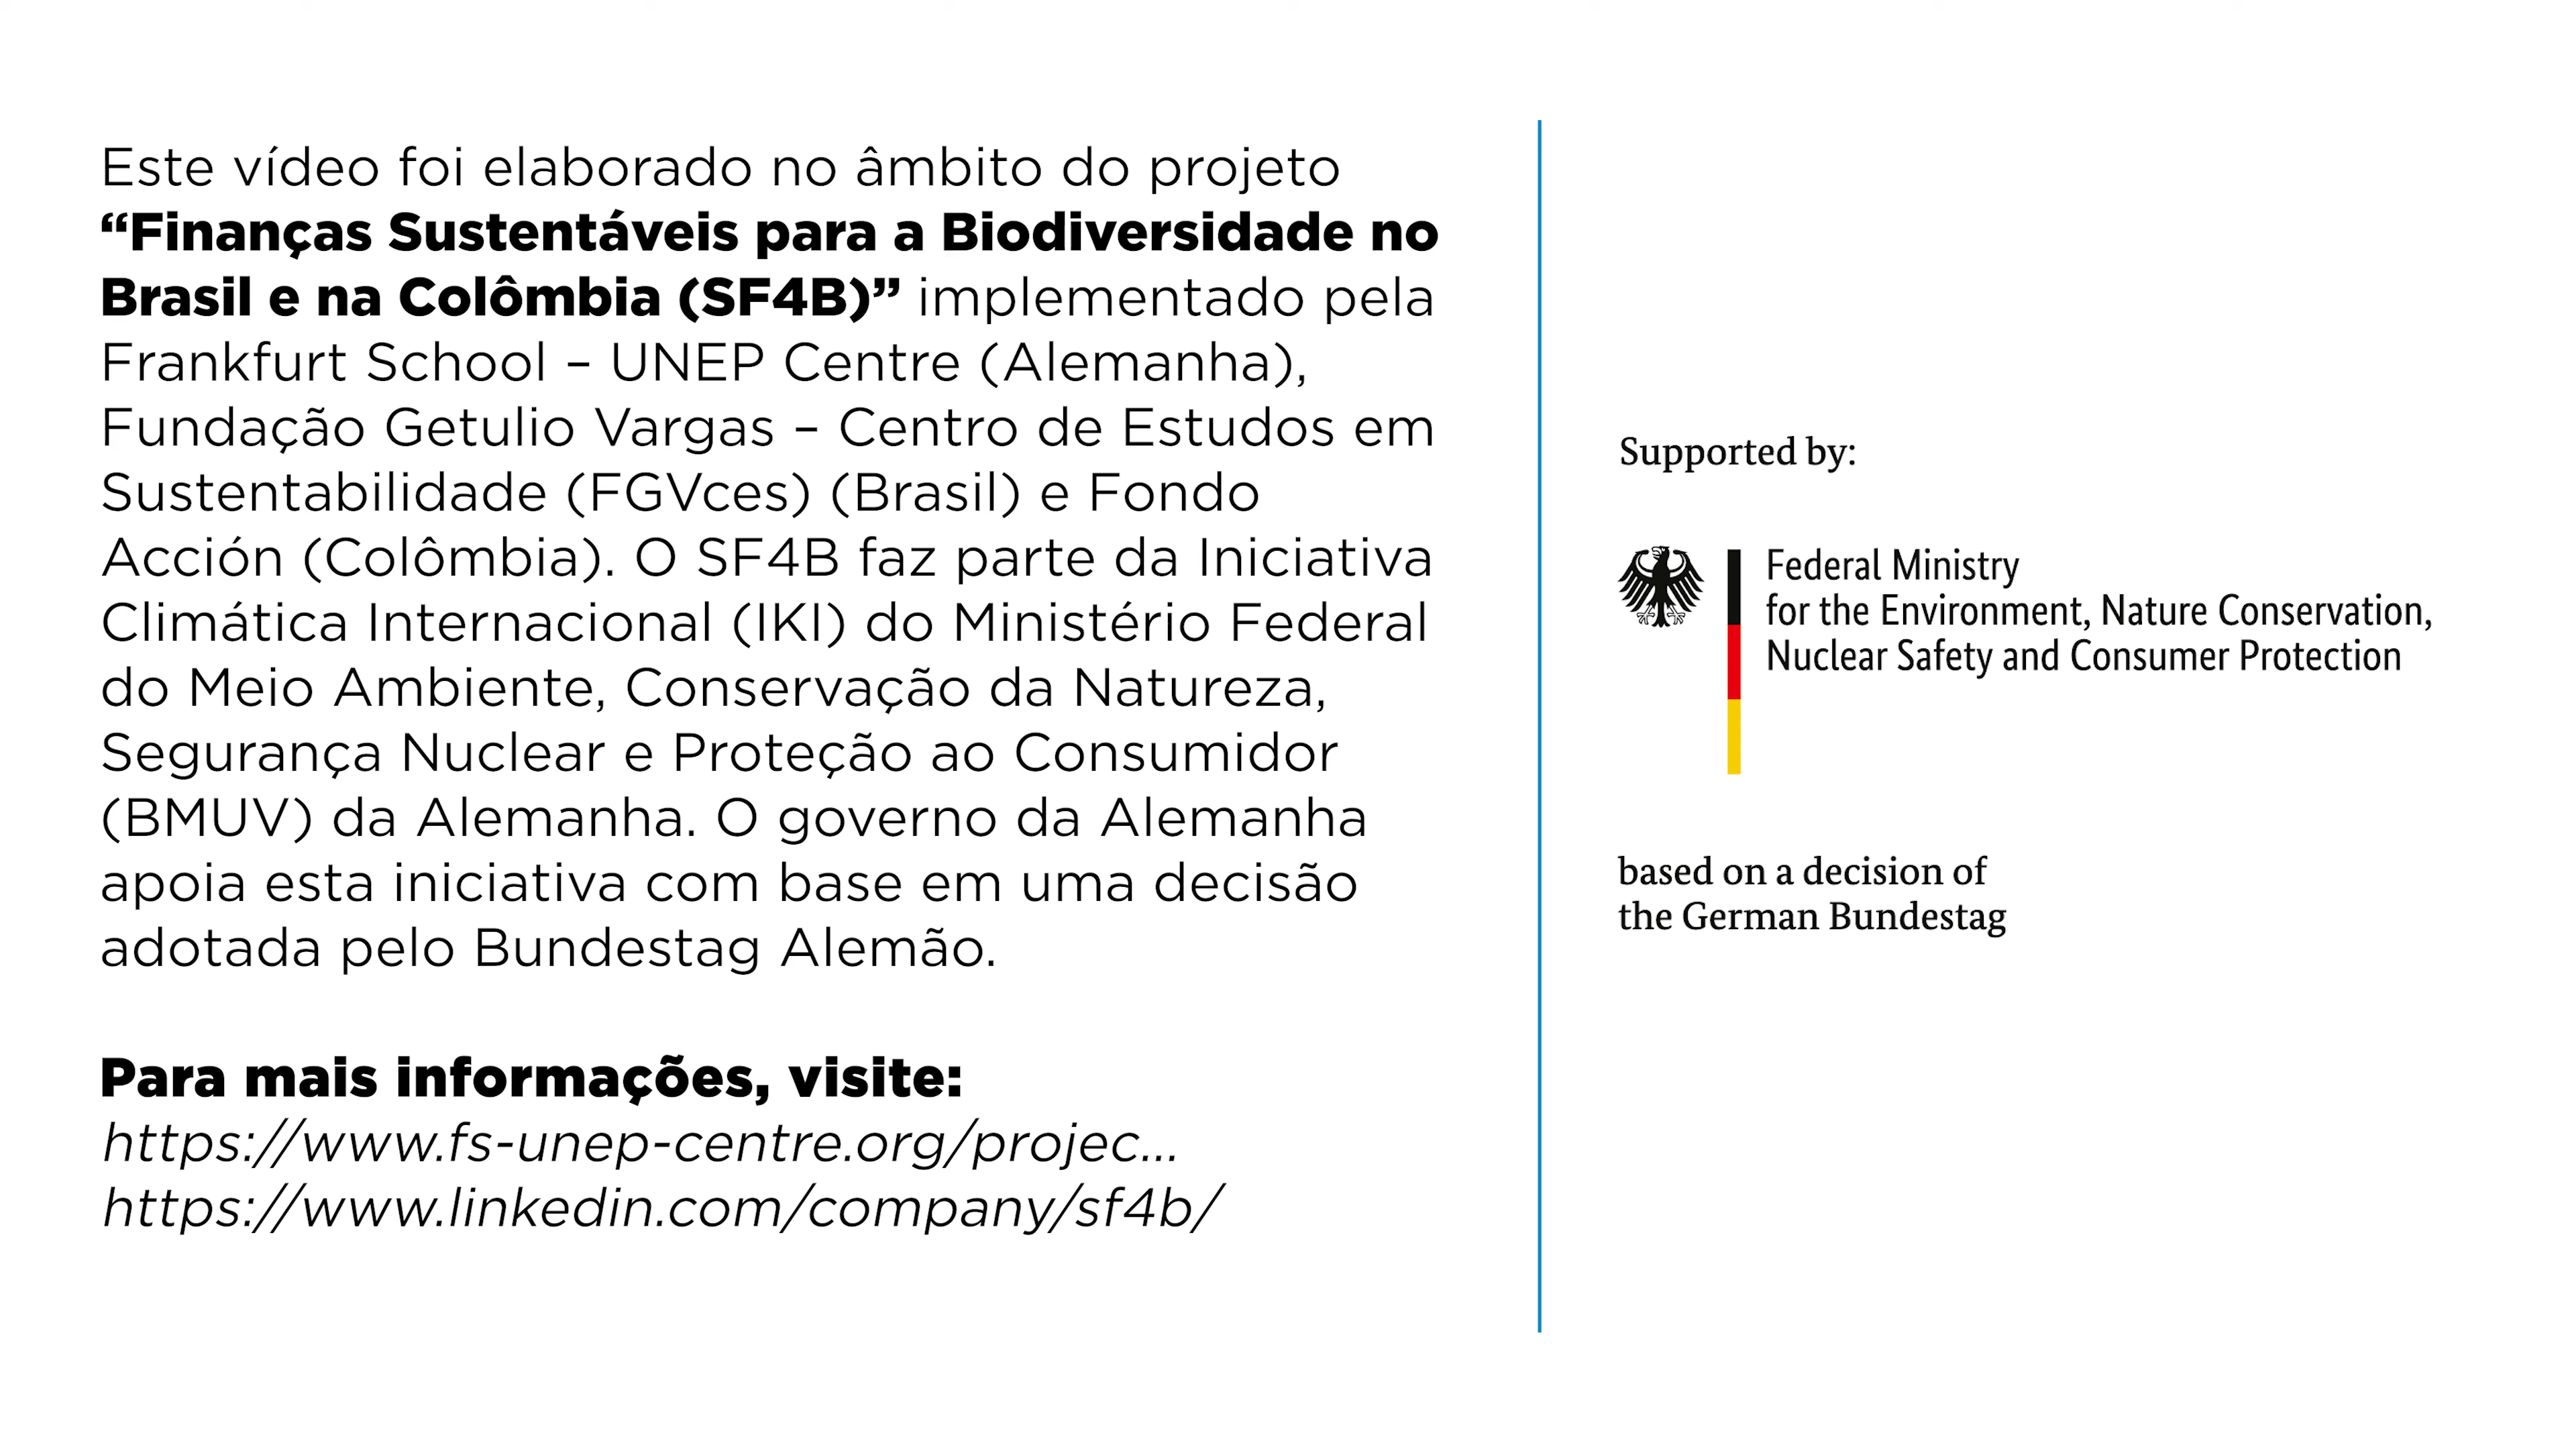 Este vídeo foi elaborado no âmbito do projeto
“Finanças Sustentáveis para a Biodiversidade no
Brasil e na Colômbia (SF4B)” implementado pela
Frankfurt School – UNEP Centre (Alemanha),
Fundação Getulio Vargas – Centro de Estudos em
Sustentabilidade (FGVces) (Brasil) e Fondo
Acción (Colômbia). O SF4B faz parte da Iniciativa
Climática Internacional (IKI) do Ministério Federal
do Meio Ambiente, Conservação da Natureza,
Segurança Nuclear e Proteção ao Consumidor
(BMUV) da Alemanha. O governo da Alemanha
apoia esta iniciativa com base em uma decisão
adotada pelo Bundestag Alemão.
Para mais informações, visite:
https://www.fs-unep-centre.org/projec...
https://www.linkedin.com/company/sf4b/
Supported by:
Federal Ministry
for the Environment, Nature Conservation,
Nuclear Safety and Consumer Protection
based on a decision of
the German Bundestag